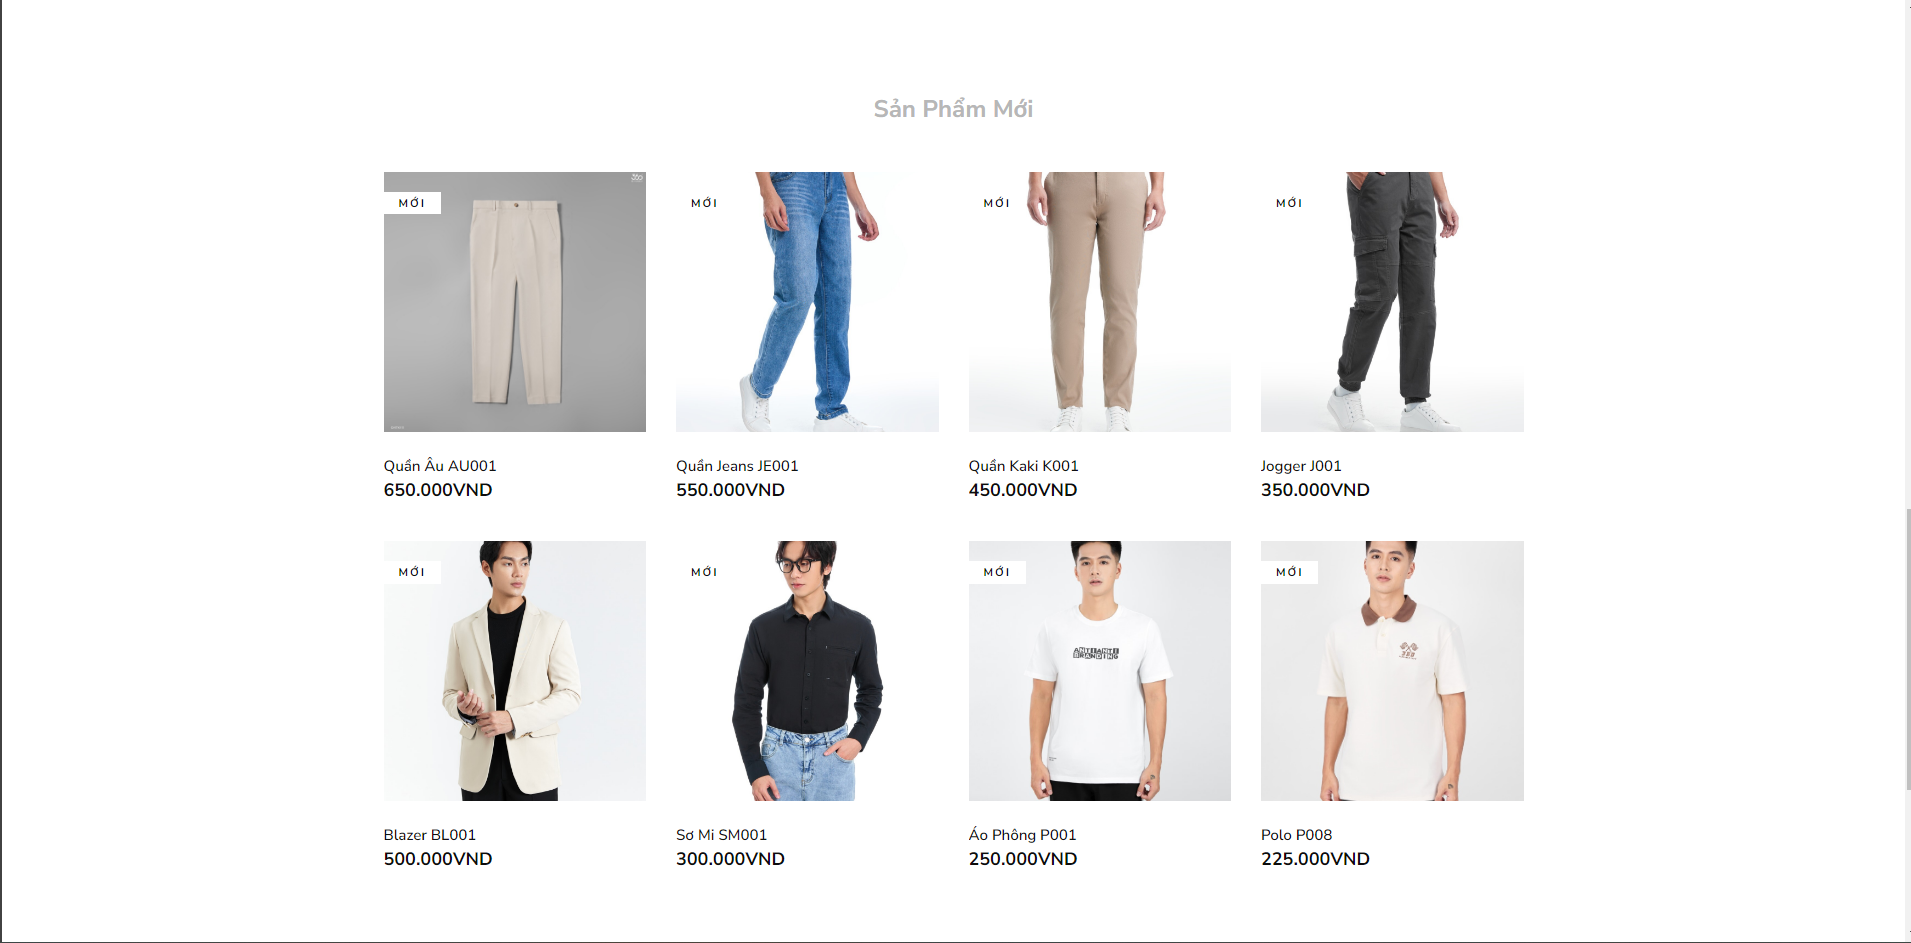 Sản Phẩm Mới
MỚI
MỚI
MỚI
MỚI
Quần Âu AU001
650.000VND
Quần Jeans JE001
550.000VND
Quần Kaki K001
450.000VND
Jogger J001
350.000VND
MỚI
MỚI
MỚI
MỚI
ANTIANTI
BRANDING
Blazer BL001
500.000VND
Sơ Mi SM001
300.000VND
Áo Phông P001
250.000VND
Polo P008
225.000VND